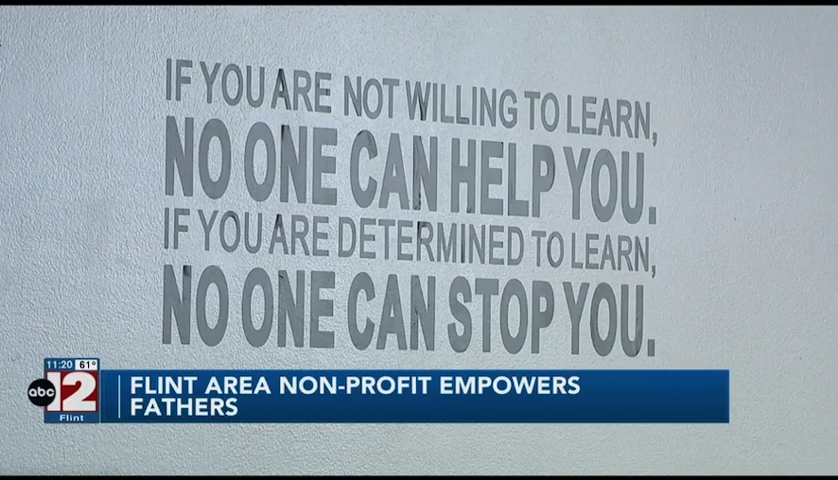 IF YOU ARE NOT WILLING TO LEARN,
NO ONE CAN HELP YOU.
IF YOU ARE DETERMINED TO LEARN,
NO ONE CAN STOP YOU.
11:20 61°
abc 12
Flint
FLINT AREA NON-PROFIT EMPOWERS
FATHERS